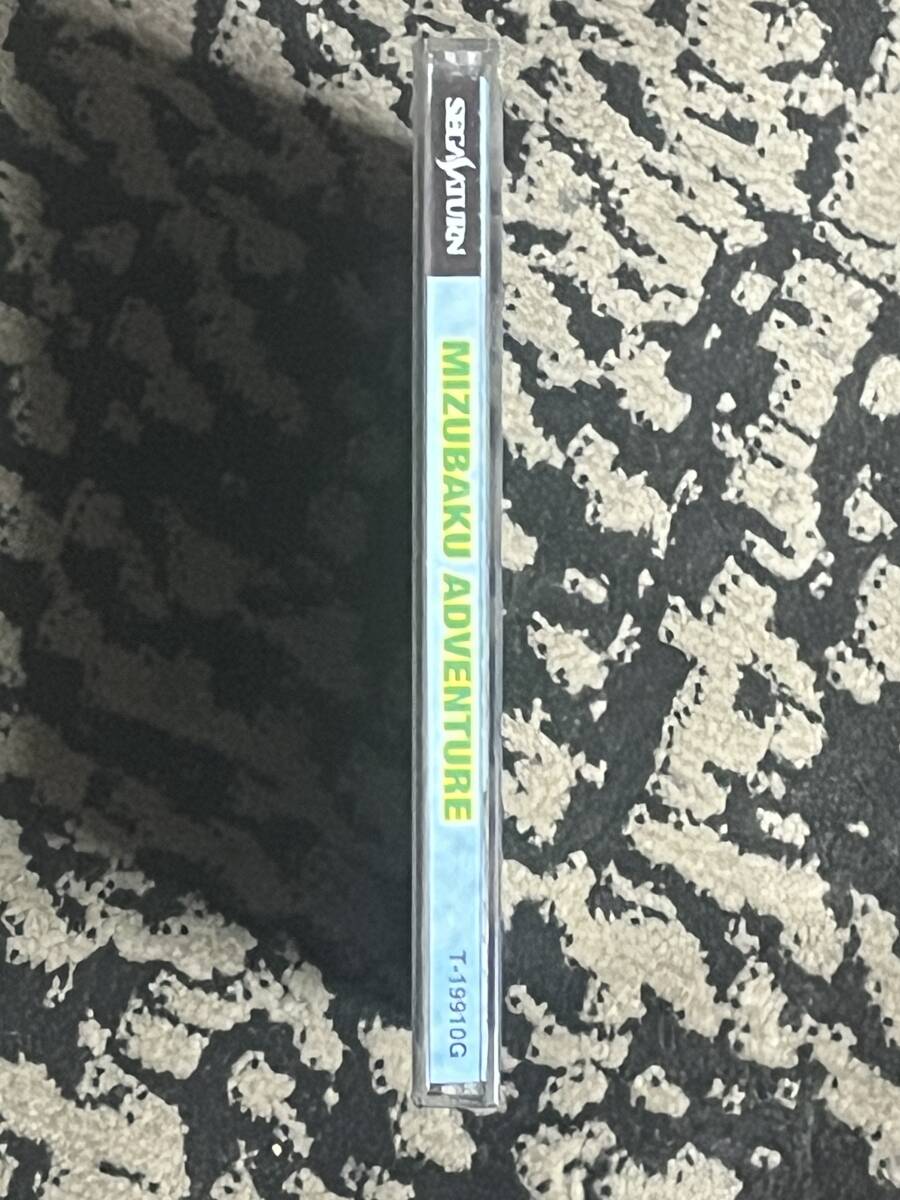 SEGA SATURN
MIZUBAKU ADVENTURE
T-19910G